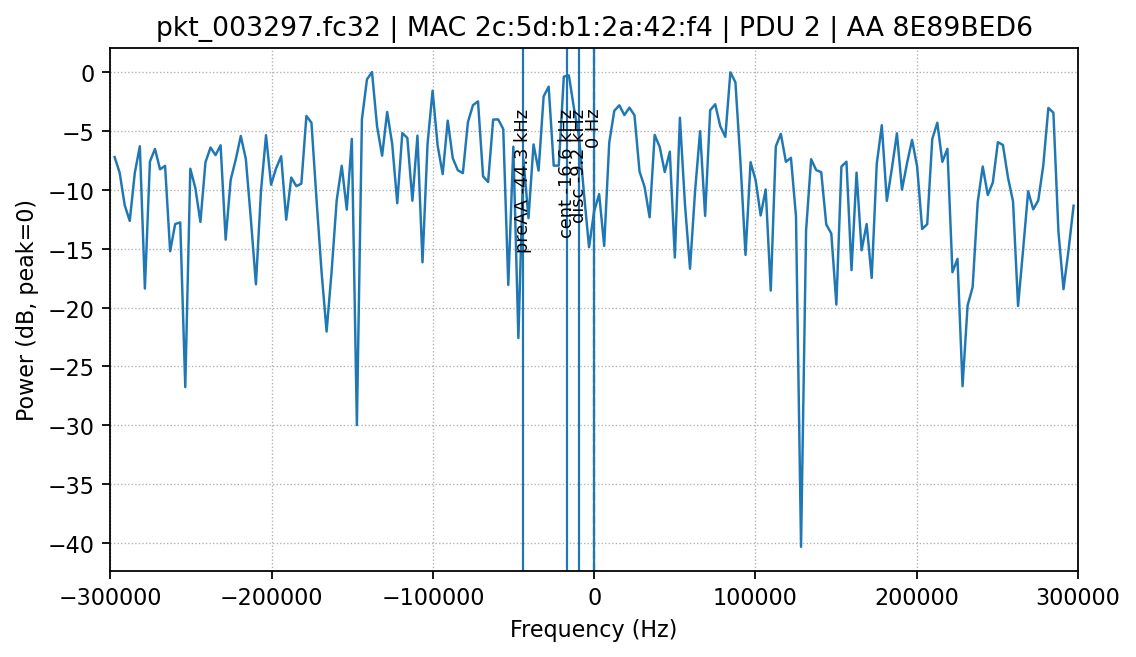 pkt_003297.fc32 | MAC 2c:5d:b1:2a:42:f4 | PDU 2 | AA 8E89BED6
Power (dB, peak=0)
0
−5
−10
−15
−20
−25
−30
−35
−40
preAA -44.3 kHz
cent -16.6 kHz
disc -9.2 kHz
0 Hz
−300000
−200000
−100000
0
100000
200000
300000
Frequency (Hz)